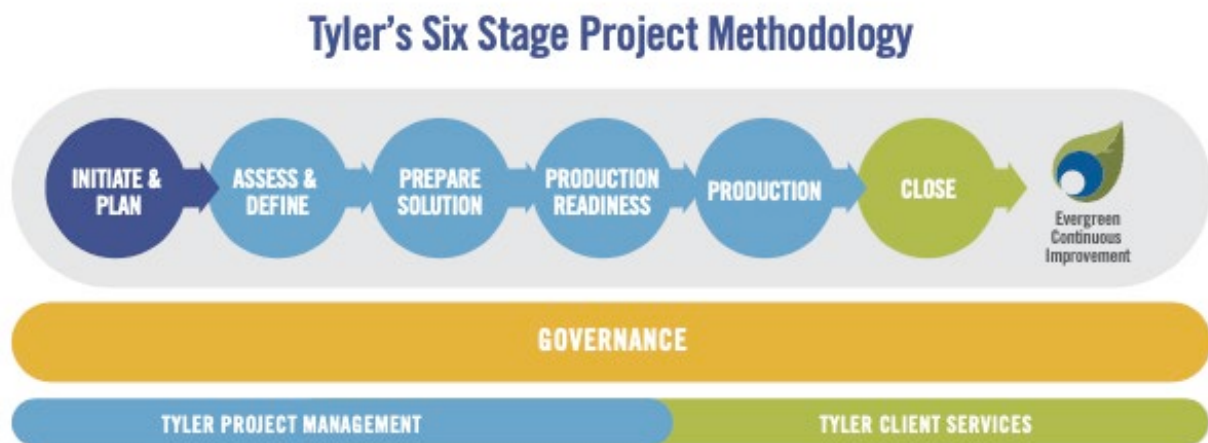 Tyler's Six Stage Project Methodology
INITIATE &
PLAN
ASSESS &
DEFINE
PREPARE
SOLUTION
PRODUCTION
READINESS
PRODUCTION
CLOSE
Evergreen
Continuous
Improvement
GOVERNANCE
TYLER PROJECT MANAGEMENT
TYLER CLIENT SERVICES